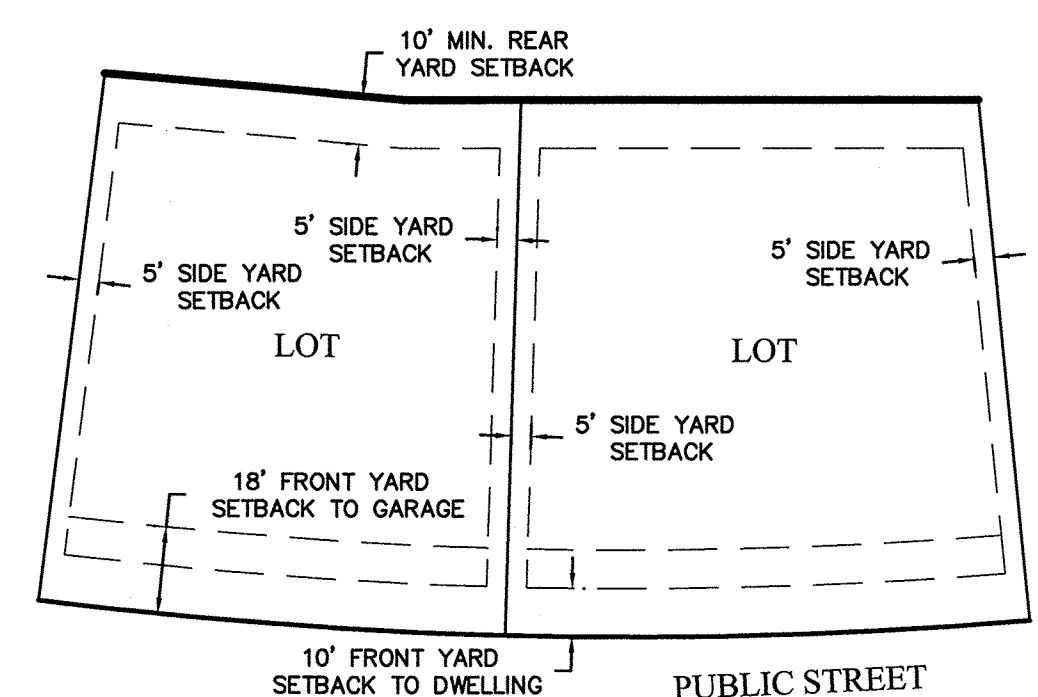 10' MIN. REAR
YARD SETBACK
5' SIDE YARD
SETBACK
5' SIDE YARD
SETBACK
5' SIDE YARD
SETBACK
LOT
LOT
5' SIDE YARD
SETBACK
18' FRONT YARD
SETBACK TO GARAGE
10' FRONT YARD
SETBACK TO DWELLING
PUBLIC STREET